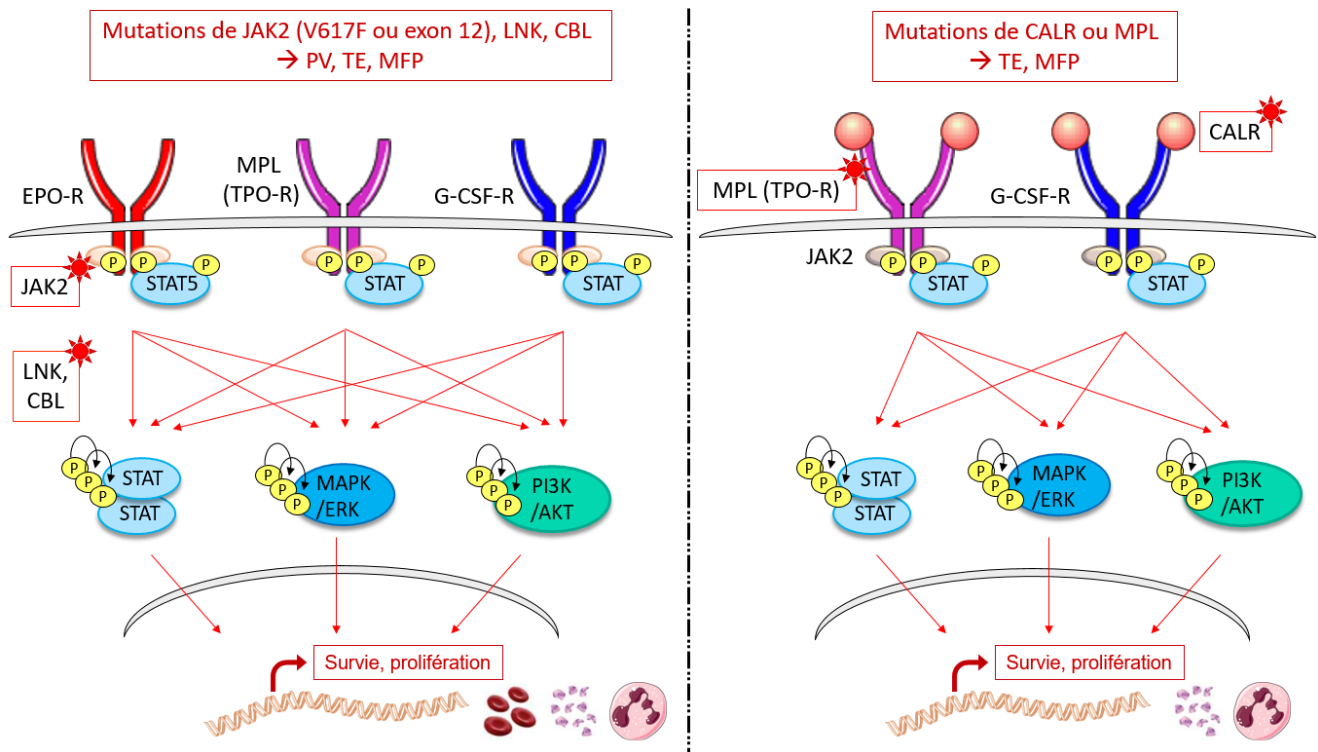 Mutations de JAK2 (V617F ou exon 12), LNK, CBL
→ PV, TE, MFP
EPO-R
MPL
(TPO-R)
G-CSF-R
P
P
P
P
P
P
P
P
P
JAK2
STAT5
STAT
STAT
LNK,
CBL
P
P
P
STAT
STAT
P
P
P
MAPK
/ERK
P
P
P
PI3K
/AKT
Survie, prolifération
Mutations de CALR ou MPL
→ TE, MFP
CALR
MPL (TPO-R)
G-CSF-R
JAK2
P
P
P
P
P
P
STAT
STAT
P
P
P
STAT
STAT
P
P
P
MAPK
/ERK
P
P
P
PI3K
/AKT
Survie, prolifération